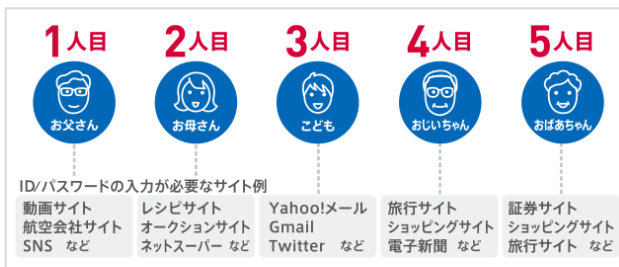 1人目
2人目
3人目
4人目
5人目
お父さん
お母さん
こども
おじいちゃん
おばあちゃん
ID/パスワードの入力が必要なサイト例
動画サイト
航空会社サイト
SNS など
レシピサイト
オークションサイト
ネットスーパー など
Yahoo!メール
Gmail
Twitter など
旅行サイト
ショッピングサイト
電子新聞 など
証券サイト
ショッピングサイト
旅行サイト など